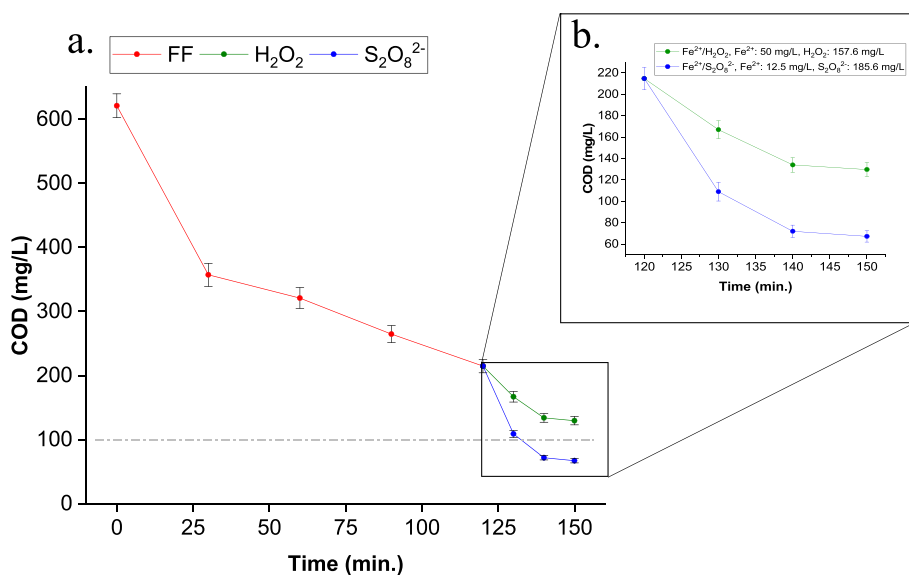 a.
FF H₂O₂ S₂O₈²⁻
COD (mg/L)
600
500
400
300
200
100
0
0 25 50 75 100 125 150
Time (min.)
b.
Fe²⁺/H₂O₂, Fe²⁺: 50 mg/L, H₂O₂: 157.6 mg/L
Fe²⁺/S₂O₈²⁻, Fe²⁺: 12.5 mg/L, S₂O₈²⁻: 185.6 mg/L
COD (mg/L)
220
200
180
160
140
120
100
80
60
120 125 130 135 140 145 150
Time (min.)